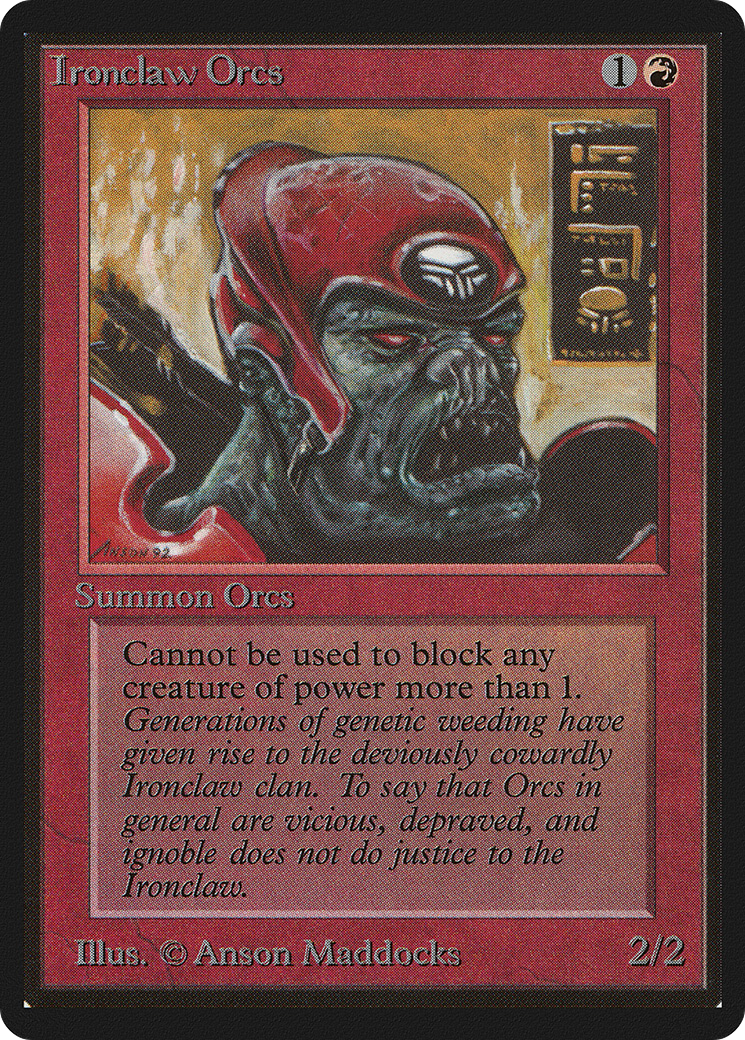 Ironclaw Orcs
1
ANSON 92
Summon Orcs
Cannot be used to block any
creature of power more than 1.
Generations of genetic weeding have
given rise to the deviously cowardly
Ironclaw clan. To say that Orcs in
general are vicious, depraved, and
ignoble does not do justice to the
Ironclaw.
Illus. © Anson Maddocks
2/2